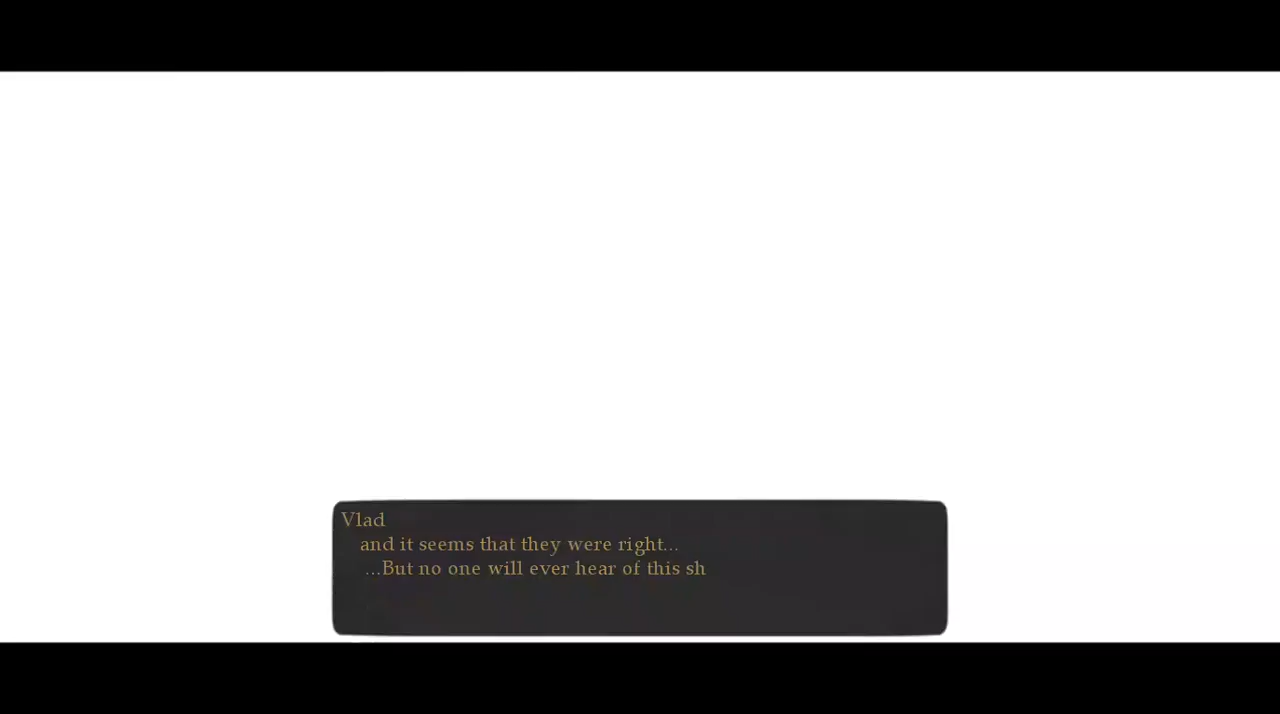 Vlad
and it seems that they were right...
...But no one will ever hear of this sh